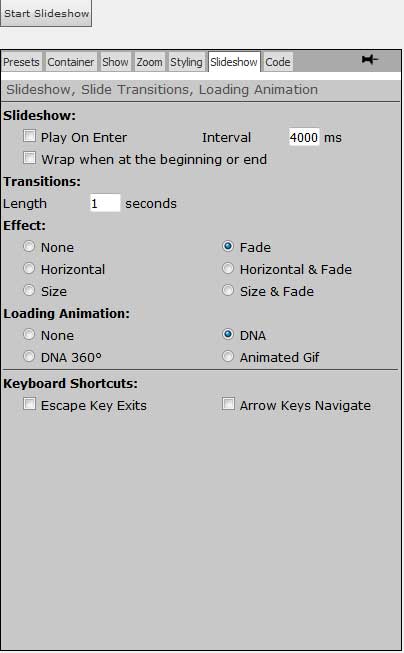 Start Slideshow
Presets Container Show Zoom Styling Slideshow Code
Slideshow, Slide Transitions, Loading Animation
Slideshow:
Play On Enter Interval 4000 ms
Wrap when at the beginning or end
Transitions:
Length 1 seconds
Effect:
None Fade
Horizontal Horizontal & Fade
Size Size & Fade
Loading Animation:
None DNA
DNA 360° Animated Gif
Keyboard Shortcuts:
Escape Key Exits Arrow Keys Navigate